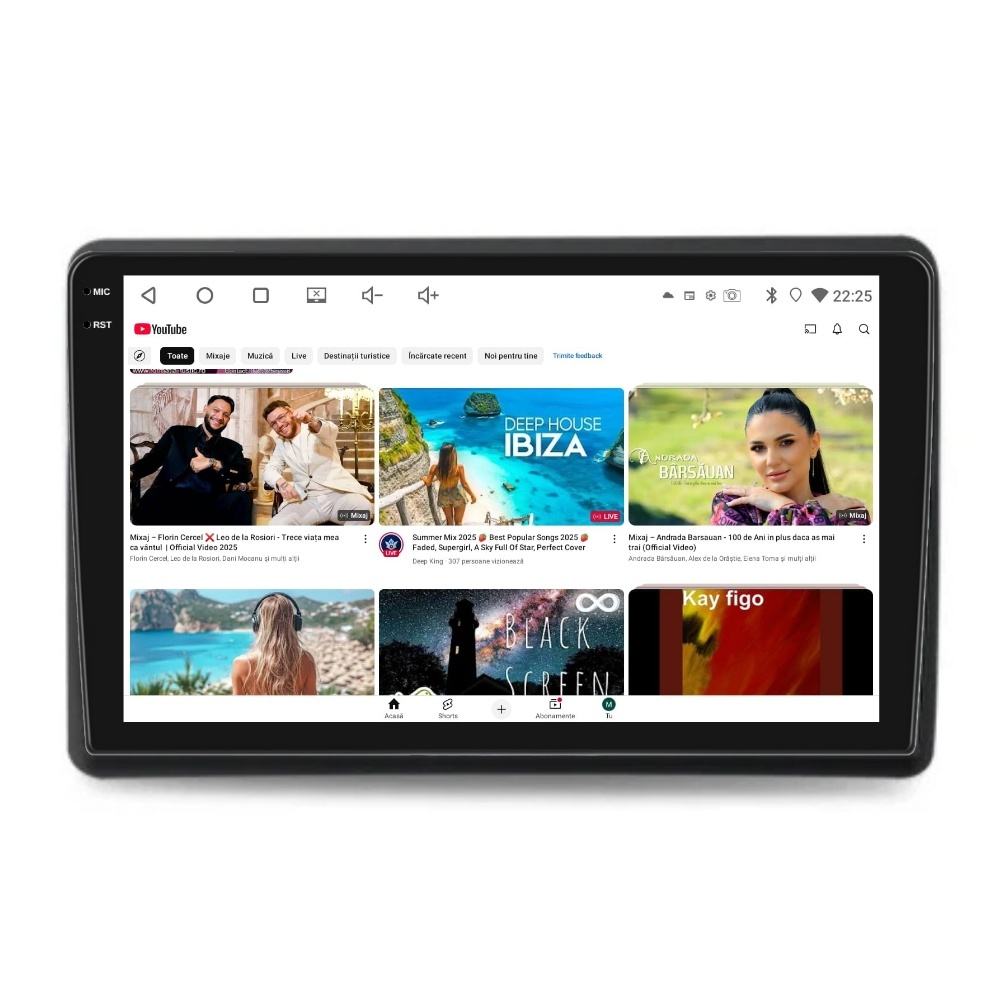 MIC
RST
22:25
YouTube
Toate
Mixaje
Muzică
Live
Destinații turistice
Încărcate recent
Noi pentru tine
Trimite feedback
DEEP HOUSE
IBIZA
ANDRADA
BÂRSĂUAN
Mixaj
LIVE
Mixaj
Mixaj – Florin Cercel ❌ Leo de la Rosiori - Trece viața mea
ca vântul | Official Video 2025
Florin Cercel, Leo de la Rosiori, Dani Mocanu și mulți alții
LIVE
Summer Mix 2025 🍓 Best Popular Songs 2025 🍓
Faded, Supergirl, A Sky Full Of Star, Perfect Cover
Deep King · 307 persoane vizionează
Mixaj – Andrada Barsauan - 100 de Ani in plus daca as mai
trai (Official Video)
Andrada Bârsăuan, Alex de la Orăștie, Elena Toma și mulți alții
BLACK
SCREEN
Kay figo
Acasă
Shorts
Abonamente
M
Tu